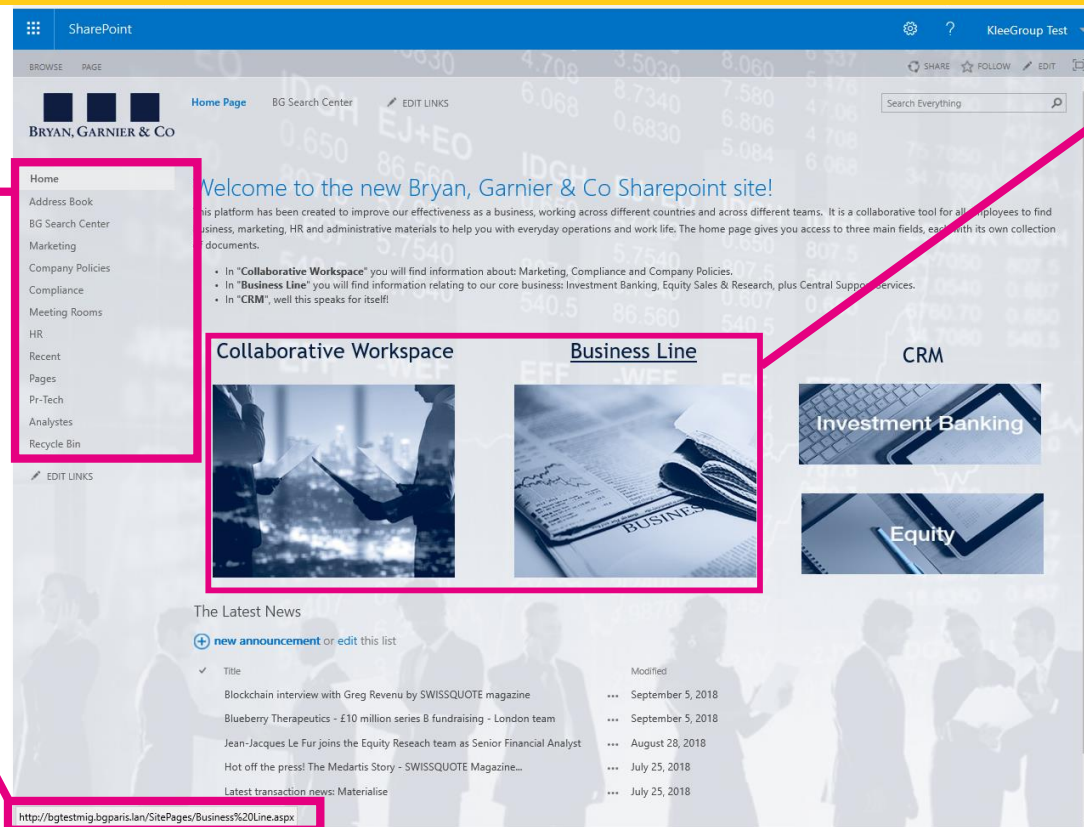 SharePoint
? KleeGroup Test
BROWSE PAGE
SHARE FOLLOW EDIT
BRYAN, GARNIER & CO
Home Page BG Search Center EDIT LINKS
Search Everything
Home
Address Book
BG Search Center
Marketing
Company Policies
Compliance
Meeting Rooms
HR
Recent
Pages
Pr-Tech
Analystes
Recycle Bin
EDIT LINKS
Welcome to the new Bryan, Garnier & Co Sharepoint site!
This platform has been created to improve our effectiveness as a business, working across different countries and across different teams. It is a collaborative tool for all employees to find
business, marketing, HR and administrative materials to help you with everyday operations and work life. The home page gives you access to three main fields, each with its own collection
of documents.
• In "Collaborative Workspace" you will find information about: Marketing, Compliance and Company Policies.
• In "Business Line" you will find information relating to our core business: Investment Banking, Equity Sales & Research, plus Central Support Services.
• In "CRM", well this speaks for itself!
Collaborative Workspace
Business Line
BUSINES
CRM
Investment Banking
Equity
The Latest News
new announcement or edit this list
Title Modified
Blockchain interview with Greg Revenu by SWISSQUOTE magazine ... September 5, 2018
Blueberry Therapeutics - £10 million series B fundraising - London team ... September 5, 2018
Jean-Jacques Le Fur joins the Equity Reseach team as Senior Financial Analyst ... August 28, 2018
Hot off the press! The Medartis Story - SWISSQUOTE Magazine... ... July 25, 2018
Latest transaction news: Materialise ... July 25, 2018
http://bgtestmig.bgparis.lan/SitePages/Business%20Line.aspx